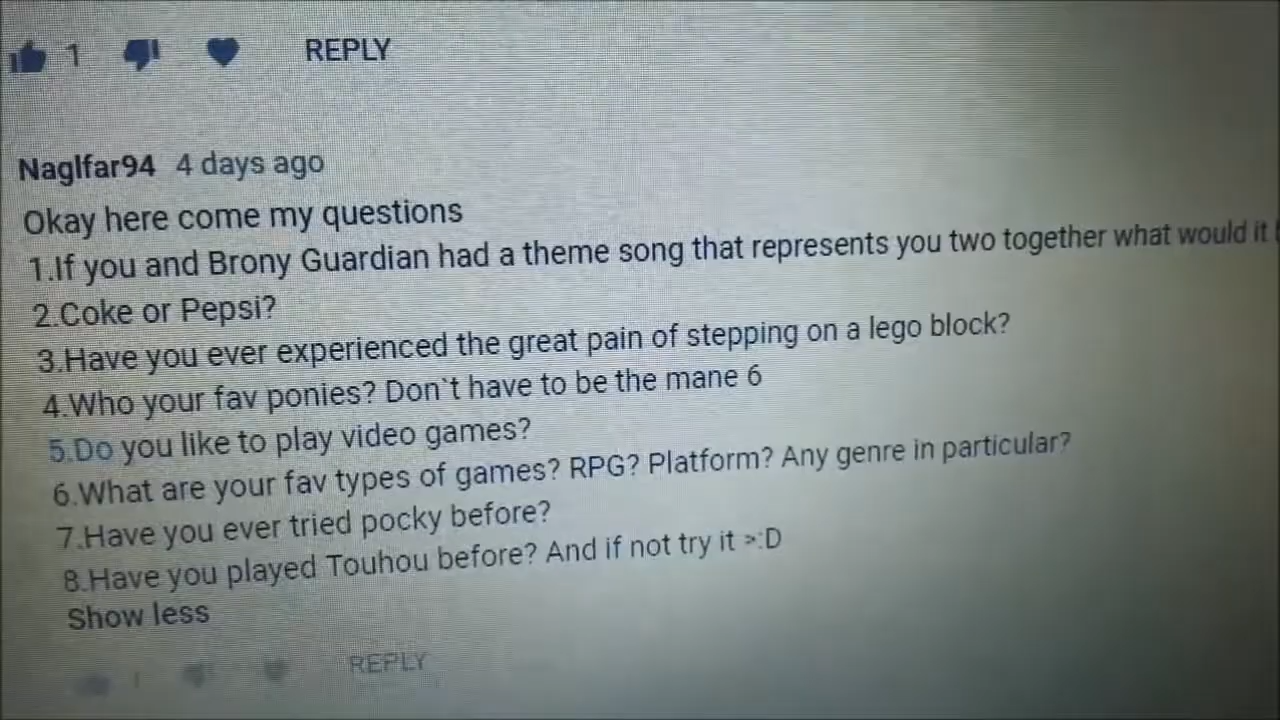 1 REPLY
Naglfar94 4 days ago
Okay here come my questions
1.If you and Brony Guardian had a theme song that represents you two together what would it
2.Coke or Pepsi?
3.Have you ever experienced the great pain of stepping on a lego block?
4.Who your fav ponies? Don`t have to be the mane 6
5.Do you like to play video games?
6.What are your fav types of games? RPG? Platform? Any genre in particular?
7.Have you ever tried pocky before?
8.Have you played Touhou before? And if not try it >:D
Show less
REPLY